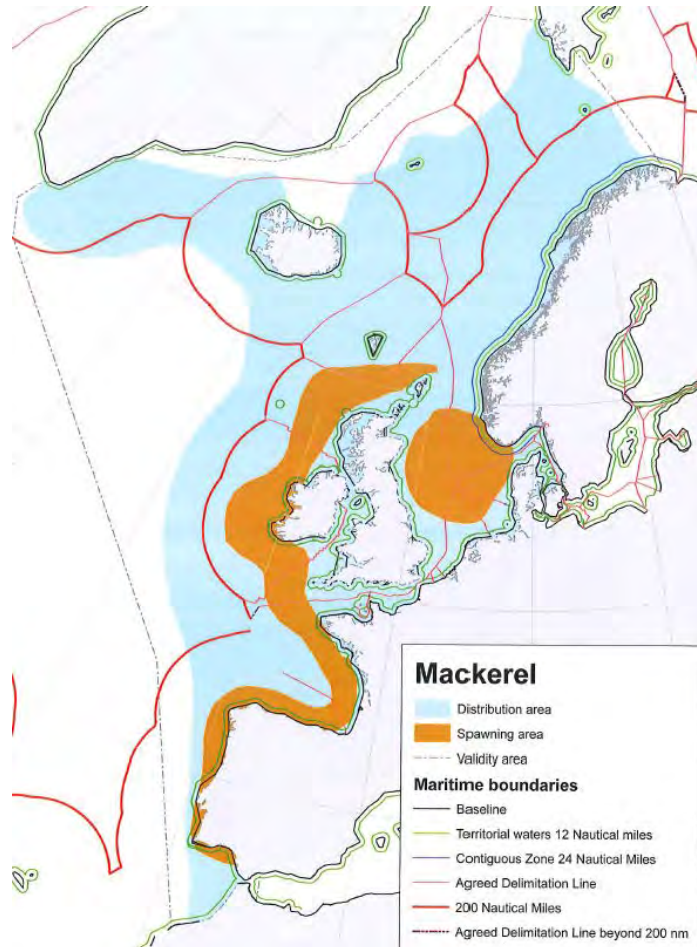 Mackerel
Distribution area
Spawning area
Validity area
Maritime boundaries
Baseline
Territorial waters 12 Nautical miles
Contiguous Zone 24 Nautical Miles
Agreed Delimitation Line
200 Nautical Miles
Agreed Delimitation Line beyond 200 nm